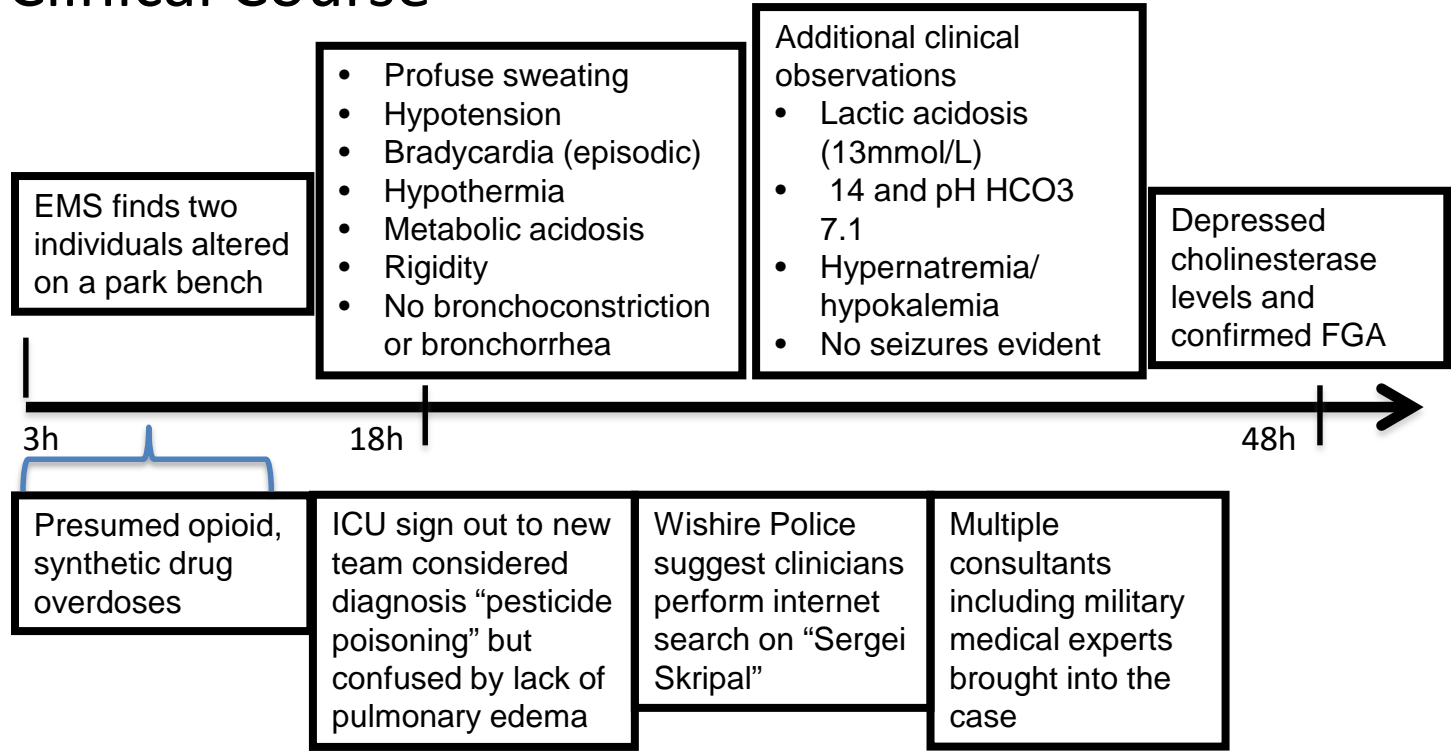 Clinical Course
EMS finds two
individuals altered
on a park bench
• Profuse sweating
• Hypotension
• Bradycardia (episodic)
• Hypothermia
• Metabolic acidosis
• Rigidity
• No bronchoconstriction
or bronchorrhea
Additional clinical
observations
• Lactic acidosis
(13mmol/L)
• 14 and pH HCO3
7.1
• Hypernatremia/
hypokalemia
• No seizures evident
Depressed
cholinesterase
levels and
confirmed FGA
3h
18h
48h
Presumed opioid,
synthetic drug
overdoses
ICU sign out to new
team considered
diagnosis “pesticide
poisoning” but
confused by lack of
pulmonary edema
Wishire Police
suggest clinicians
perform internet
search on “Sergei
Skripal”
Multiple
consultants
including military
medical experts
brought into the
case